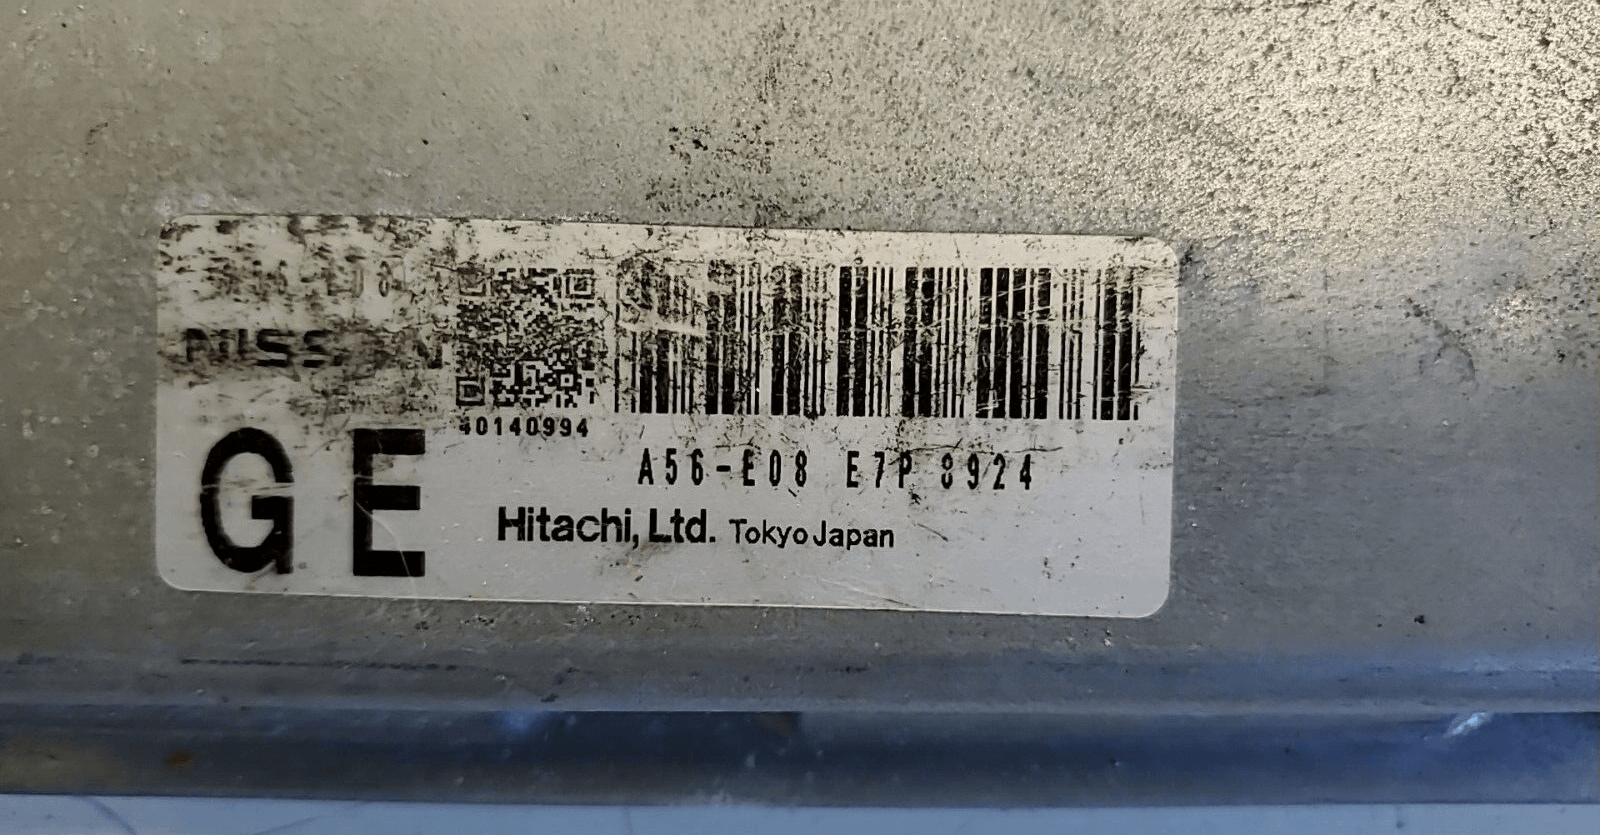 NISSAN
40140994
GE
A56-E08 E7P 8924
Hitachi, Ltd. Tokyo Japan